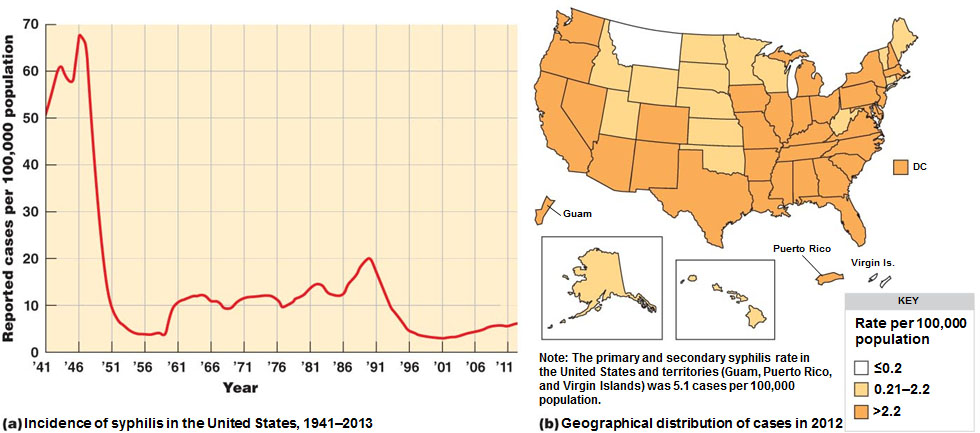 Reported cases per 100,000 population
70
60
50
40
30
20
10
0
'41 '46 '51 '56 '61 '66 '71 '76 '81 '86 '91 '96 '01 '06 '11
Year
(a) Incidence of syphilis in the United States, 1941–2013
DC
Guam
Puerto Rico
Virgin Is.
Note: The primary and secondary syphilis rate in
the United States and territories (Guam, Puerto Rico,
and Virgin Islands) was 5.1 cases per 100,000
population.
KEY
Rate per 100,000
population
≤0.2
0.21–2.2
>2.2
(b) Geographical distribution of cases in 2012